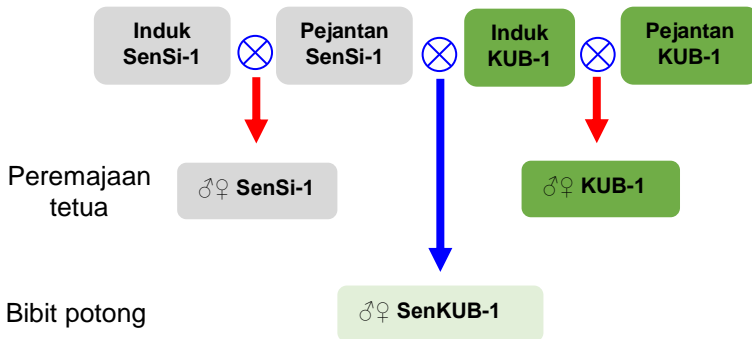 Induk
SenSi-1
Pejantan
SenSi-1
Induk
KUB-1
Pejantan
KUB-1
Peremajaan
tetua
♂♀ SenSi-1
♂♀ KUB-1
Bibit potong
♂♀ SenKUB-1